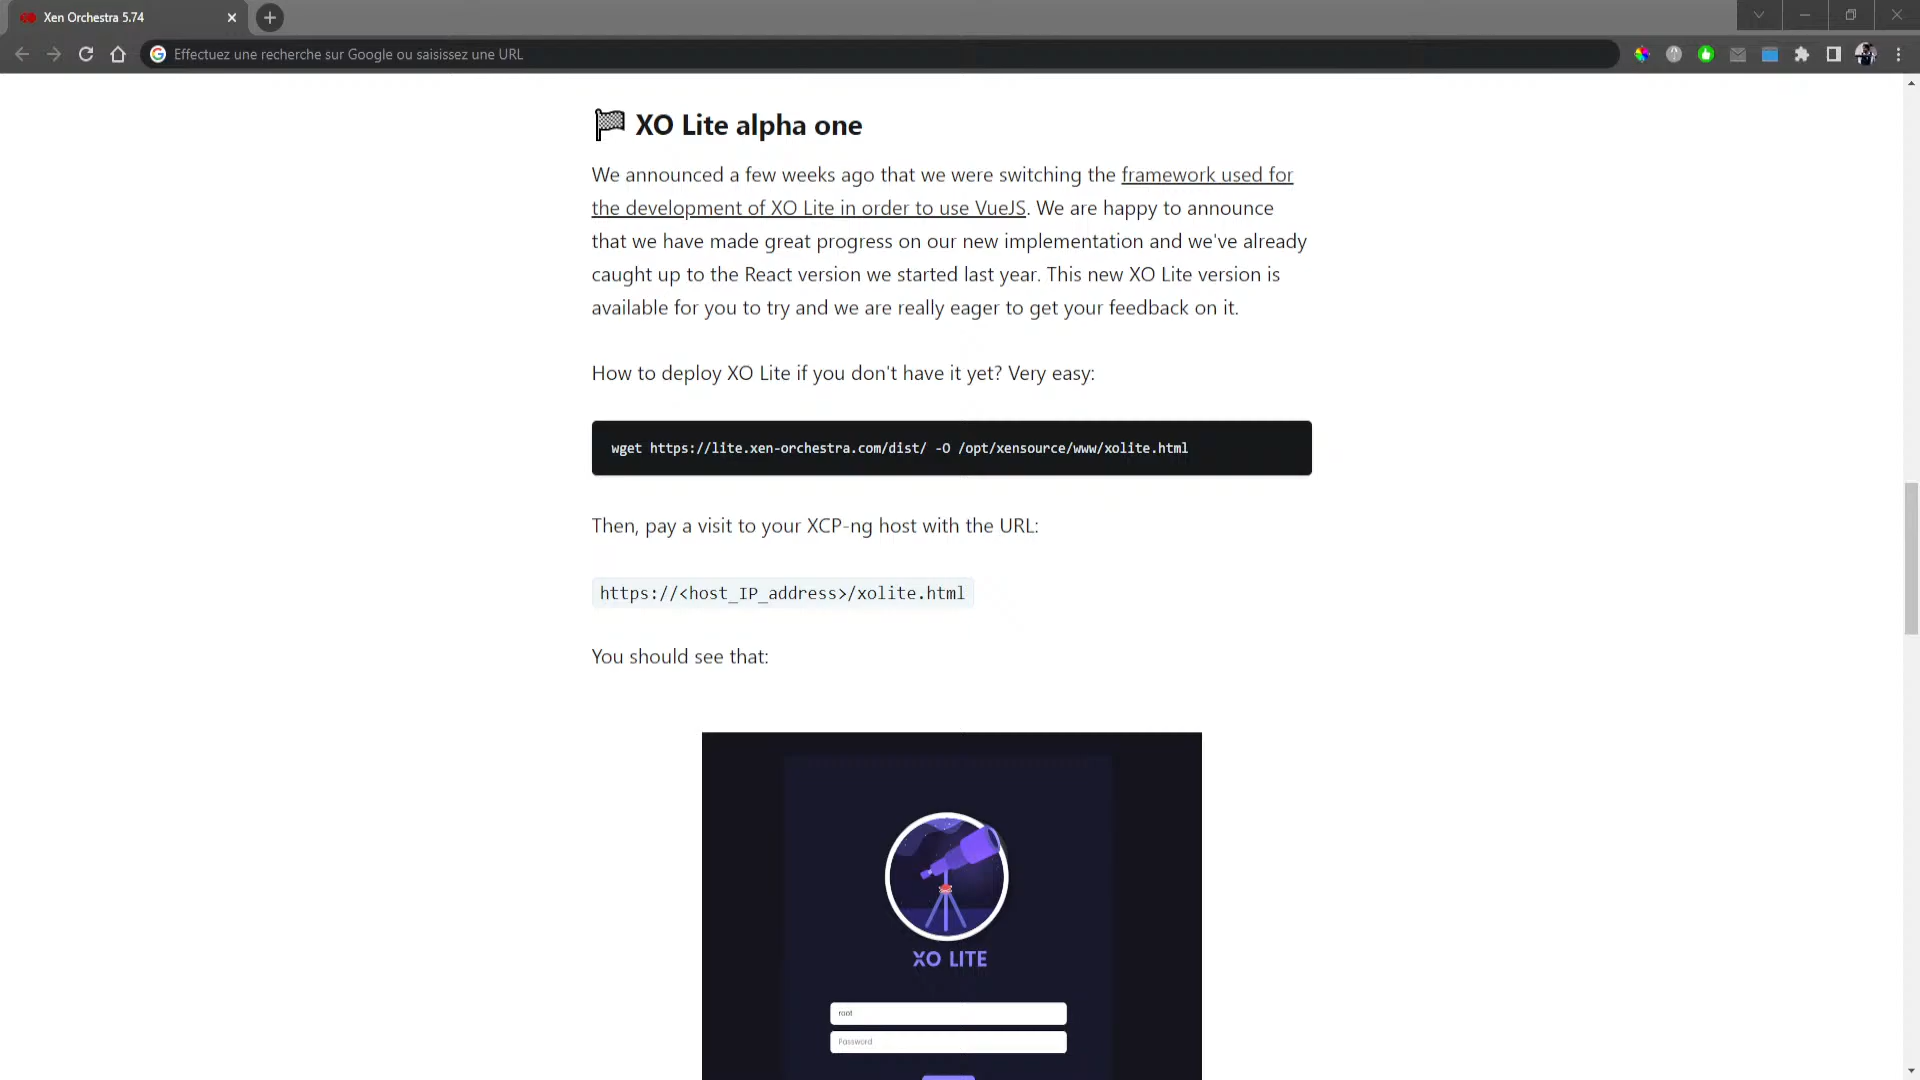 Xen Orchestra 5.74
Effectuez une recherche sur Google ou saisissez une URL
XO Lite alpha one
We announced a few weeks ago that we were switching the framework used for
the development of XO Lite in order to use VueJS. We are happy to announce
that we have made great progress on our new implementation and we've already
caught up to the React version we started last year. This new XO Lite version is
available for you to try and we are really eager to get your feedback on it.
How to deploy XO Lite if you don't have it yet? Very easy:
wget https://lite.xen-orchestra.com/dist/ -O /opt/xensource/www/xolite.html
Then, pay a visit to your XCP-ng host with the URL:
https://<host_IP_address>/xolite.html
You should see that:
XO LITE
root
Password